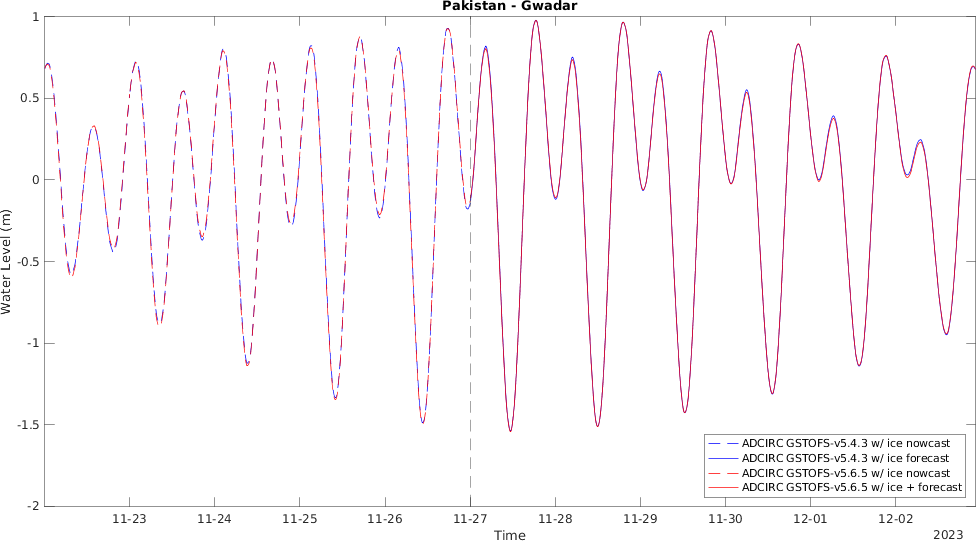 Pakistan - Gwadar
1
0.5
0
-0.5
-1
-1.5
-2
Water Level (m)
ADCIRC GSTOFS-v5.4.3 w/ ice nowcast
ADCIRC GSTOFS-v5.4.3 w/ ice forecast
ADCIRC GSTOFS-v5.6.5 w/ ice nowcast
ADCIRC GSTOFS-v5.6.5 w/ ice + forecast
11-23 11-24 11-25 11-26 11-27 11-28 11-29 11-30 12-01 12-02
Time
2023